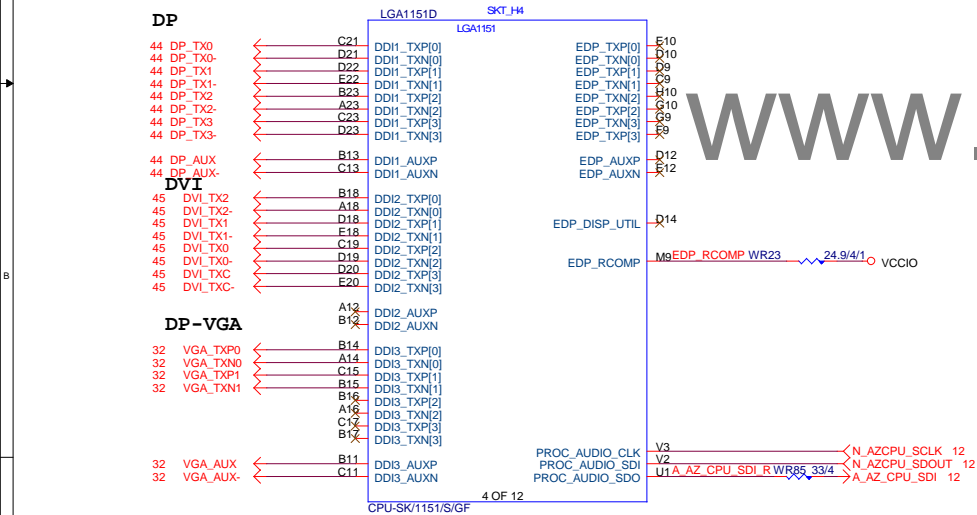 DP
LGA1151D SKT_H4
LGA1151
44 DP_TX0 C21 DDI1_TXP[0] EDP_TXP[0] E10
44 DP_TX0- D21 DDI1_TXN[0] EDP_TXN[0] D10
44 DP_TX1 D22 DDI1_TXP[1] EDP_TXP[1] D9
44 DP_TX1- E22 DDI1_TXN[1] EDP_TXN[1] C9
44 DP_TX2 B23 DDI1_TXP[2] EDP_TXN[2] H10
44 DP_TX2- A23 DDI1_TXN[2] EDP_TXP[2] G10
44 DP_TX3 C23 DDI1_TXP[3] EDP_TXN[3] G9
44 DP_TX3- D23 DDI1_TXN[3] EDP_TXP[3] F9
www.
44 DP_AUX B13 DDI1_AUXP EDP_AUXP D12
44 DP_AUX- C13 DDI1_AUXN EDP_AUXN E12
DVI
45 DVI_TX2 B18 DDI2_TXP[0]
45 DVI_TX2- A18 DDI2_TXN[0]
45 DVI_TX1 D18 DDI2_TXP[1] EDP_DISP_UTIL D14
45 DVI_TX1- E18 DDI2_TXN[1]
45 DVI_TX0 C19 DDI2_TXP[2]
45 DVI_TX0- D19 DDI2_TXN[2] EDP_RCOMP M9 EDP_RCOMP WR23 24.9/4/1 VCCIO
45 DVI_TXC D20 DDI2_TXP[3]
45 DVI_TXC- E20 DDI2_TXN[3]
B
A12 DDI2_AUXP
B12 DDI2_AUXN
DP-VGA
32 VGA_TXP0 B14 DDI3_TXP[0]
32 VGA_TXN0 A14 DDI3_TXN[0]
32 VGA_TXP1 C15 DDI3_TXP[1]
32 VGA_TXN1 B15 DDI3_TXN[1]
B16 DDI3_TXP[2]
A16 DDI3_TXN[2]
C17 DDI3_TXP[3]
B17 DDI3_TXN[3]
PROC_AUDIO_CLK V3 N_AZCPU_SCLK 12
32 VGA_AUX B11 DDI3_AUXP PROC_AUDIO_SDI V2 N_AZCPU_SDOUT 12
32 VGA_AUX- C11 DDI3_AUXN PROC_AUDIO_SDO U1 A_AZ_CPU_SDI_R WR85 33/4 A_AZ_CPU_SDI 12
4 OF 12
CPU-SK/1151/S/GF